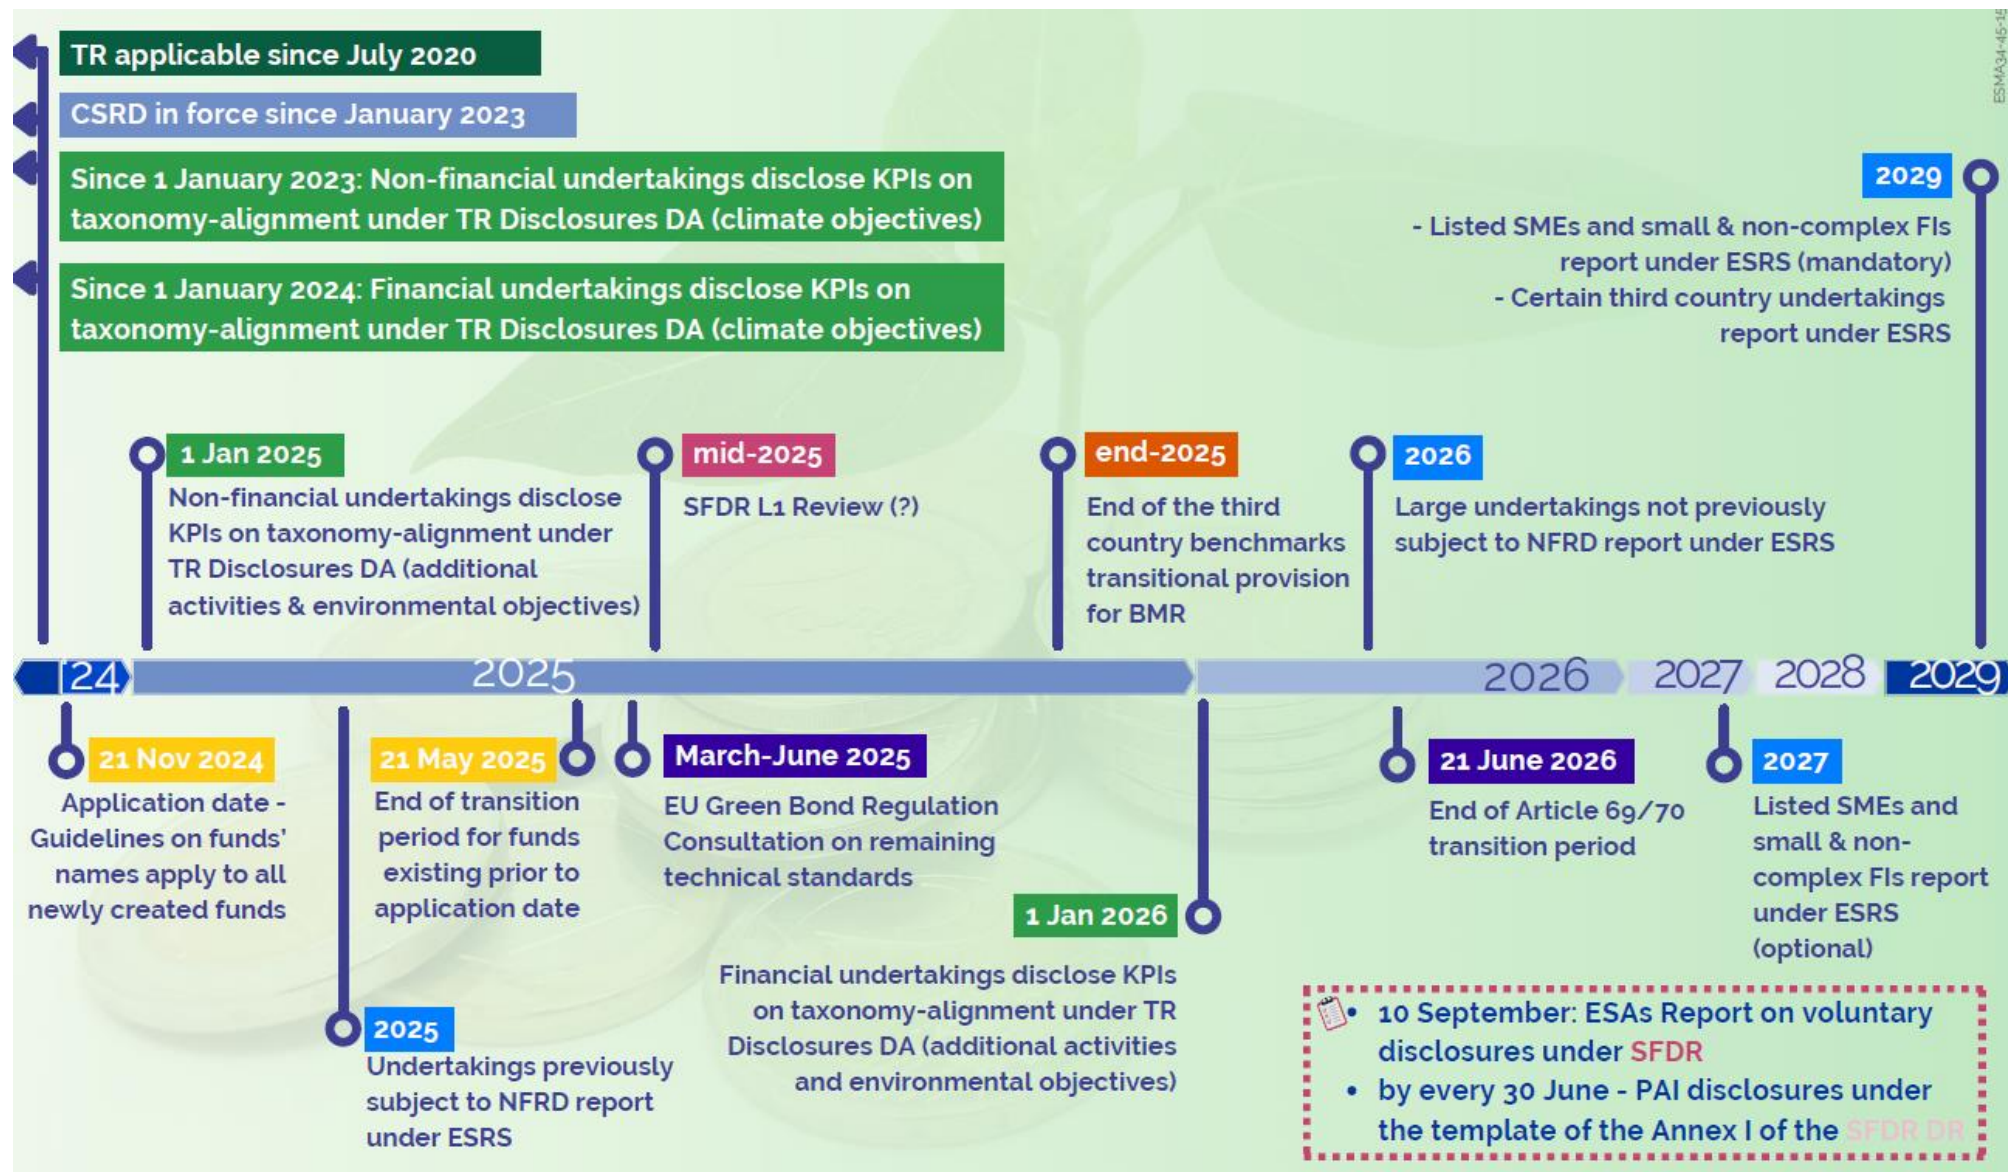 TR applicable since July 2020
CSRD in force since January 2023
Since 1 January 2023: Non-financial undertakings disclose KPIs on
taxonomy-alignment under TR Disclosures DA (climate objectives)
Since 1 January 2024: Financial undertakings disclose KPIs on
taxonomy-alignment under TR Disclosures DA (climate objectives)
ESMA34-45-15
2029
- Listed SMEs and small & non-complex FIs
report under ESRS (mandatory)
- Certain third country undertakings
report under ESRS
1 Jan 2025
Non-financial undertakings disclose
KPIs on taxonomy-alignment under
TR Disclosures DA (additional
activities & environmental objectives)
mid-2025
SFDR L1 Review (?)
end-2025
End of the third
country benchmarks
transitional provision
for BMR
2026
Large undertakings not previously
subject to NFRD report under ESRS
'24
2025
2026
2027
2028
2029
21 Nov 2024
Application date -
Guidelines on funds'
names apply to all
newly created funds
2025
Undertakings previously
subject to NFRD report
under ESRS
21 May 2025
End of transition
period for funds
existing prior to
application date
March-June 2025
EU Green Bond Regulation
Consultation on remaining
technical standards
1 Jan 2026
Financial undertakings disclose KPIs
on taxonomy-alignment under TR
Disclosures DA (additional activities
and environmental objectives)
21 June 2026
End of Article 69/70
transition period
2027
Listed SMEs and
small & non-
complex FIs report
under ESRS
(optional)
• 10 September: ESAs Report on voluntary
disclosures under SFDR
• by every 30 June - PAI disclosures under
the template of the Annex I of the SFDR DR